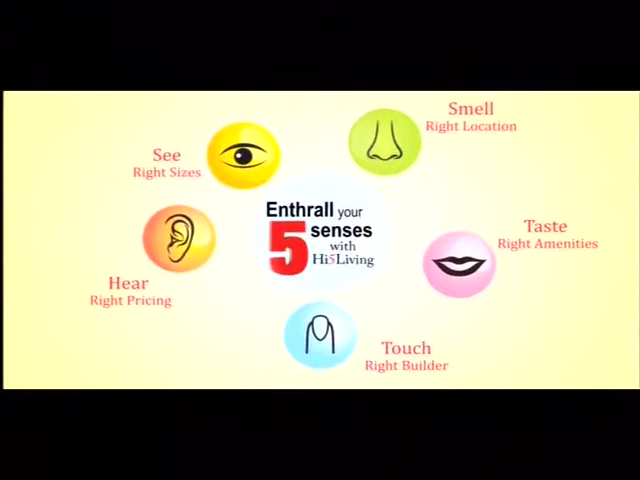 Smell
Right Location
See
Right Sizes
Enthrall your
5 senses
with
Hi5Living
Taste
Right Amenities
Hear
Right Pricing
Touch
Right Builder